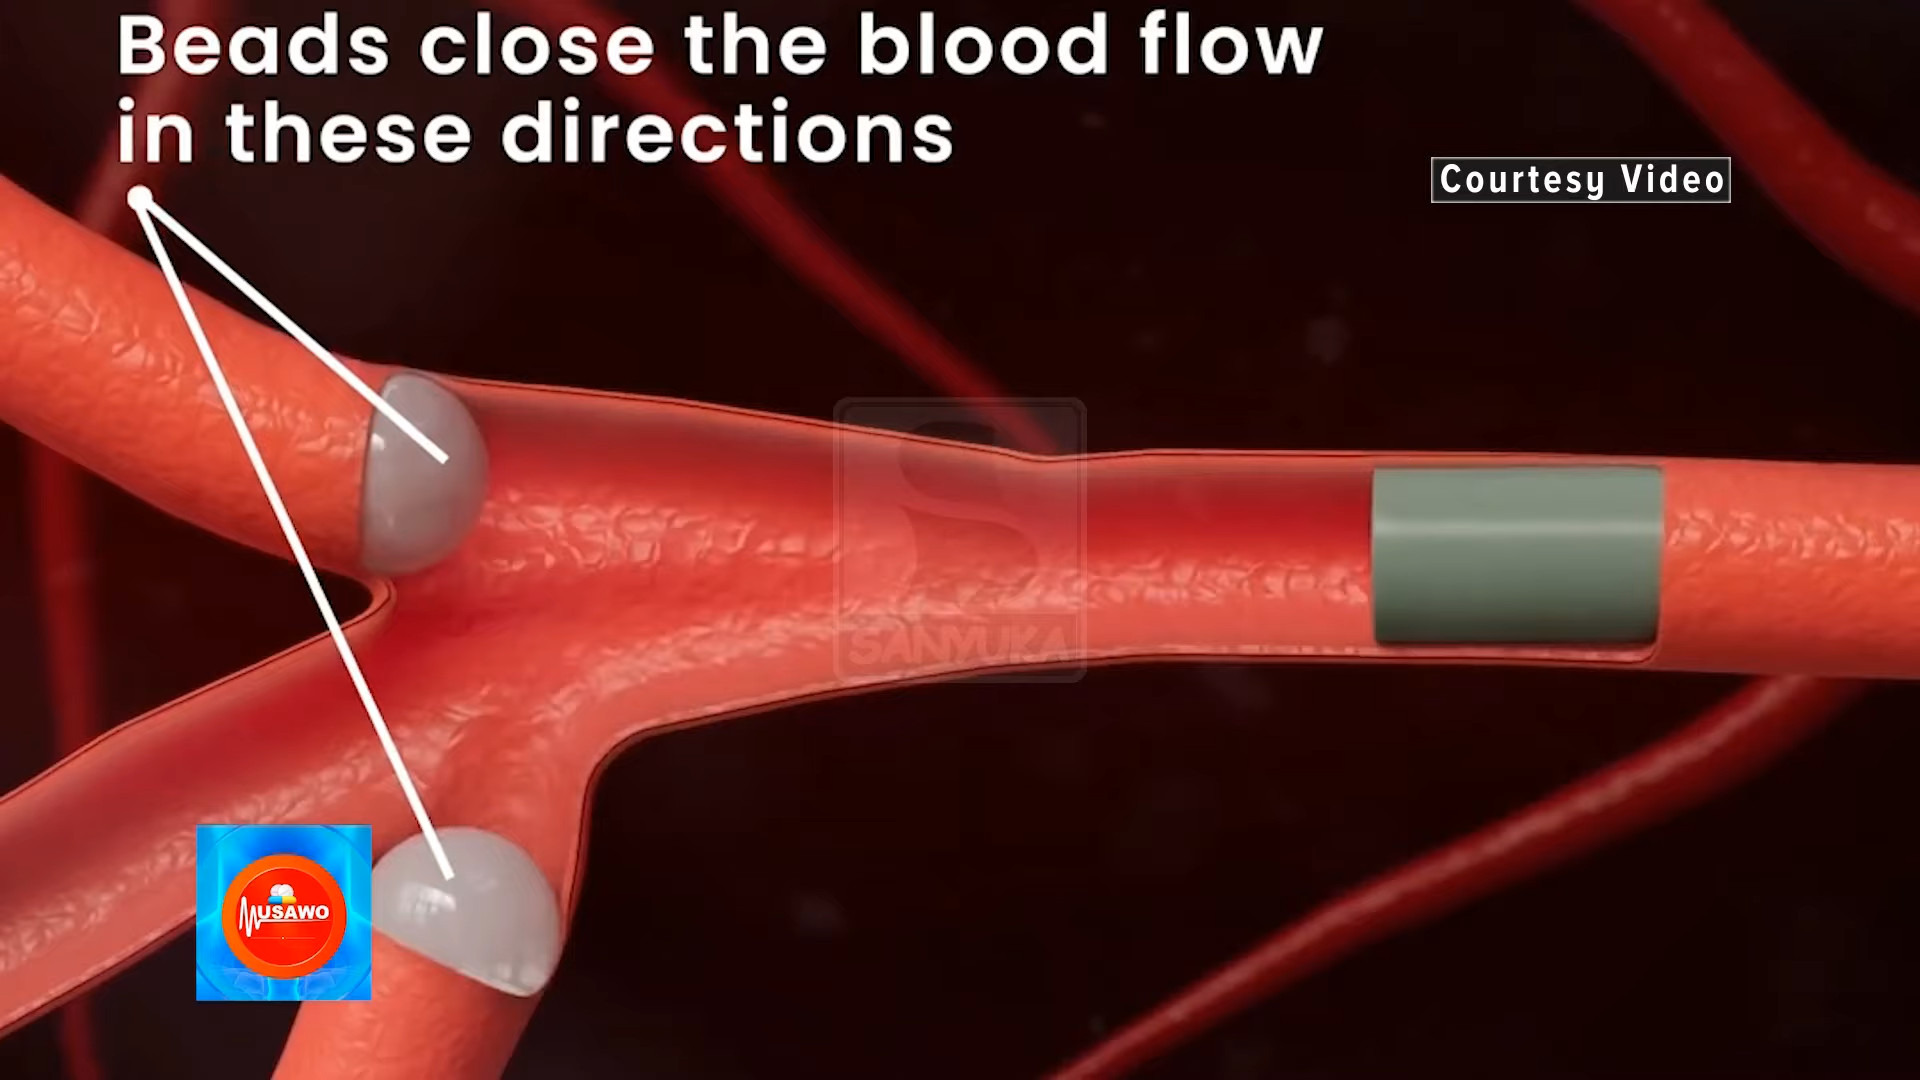 Beads close the blood flow
in these directions
Courtesy Video
SANYUKA
MUSAWO